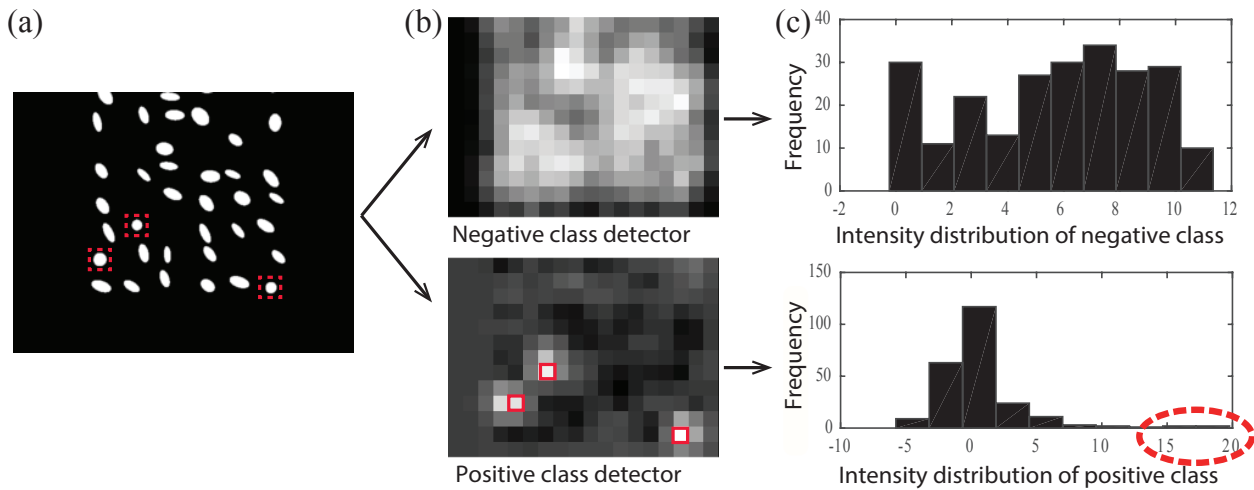 (a)
(b)
(c)
Negative class detector
Positive class detector
40
30
20
10
0
Frequency
-2 0 2 4 6 8 10 12
Intensity distribution of negative class
150
100
50
0
Frequency
-10 -5 0 5 10 15 20
Intensity distribution of positive class